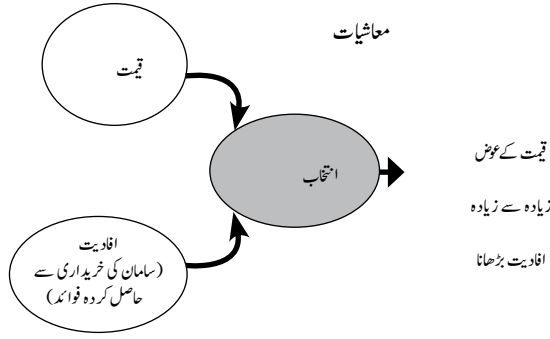 معاشیات
قیمت
انتخاب
قیمت کے عوض
زیادہ سے زیادہ
افادیت بڑھانا
افادیت
(سامان کی خریداری سے
حاصل کردہ فوائد)